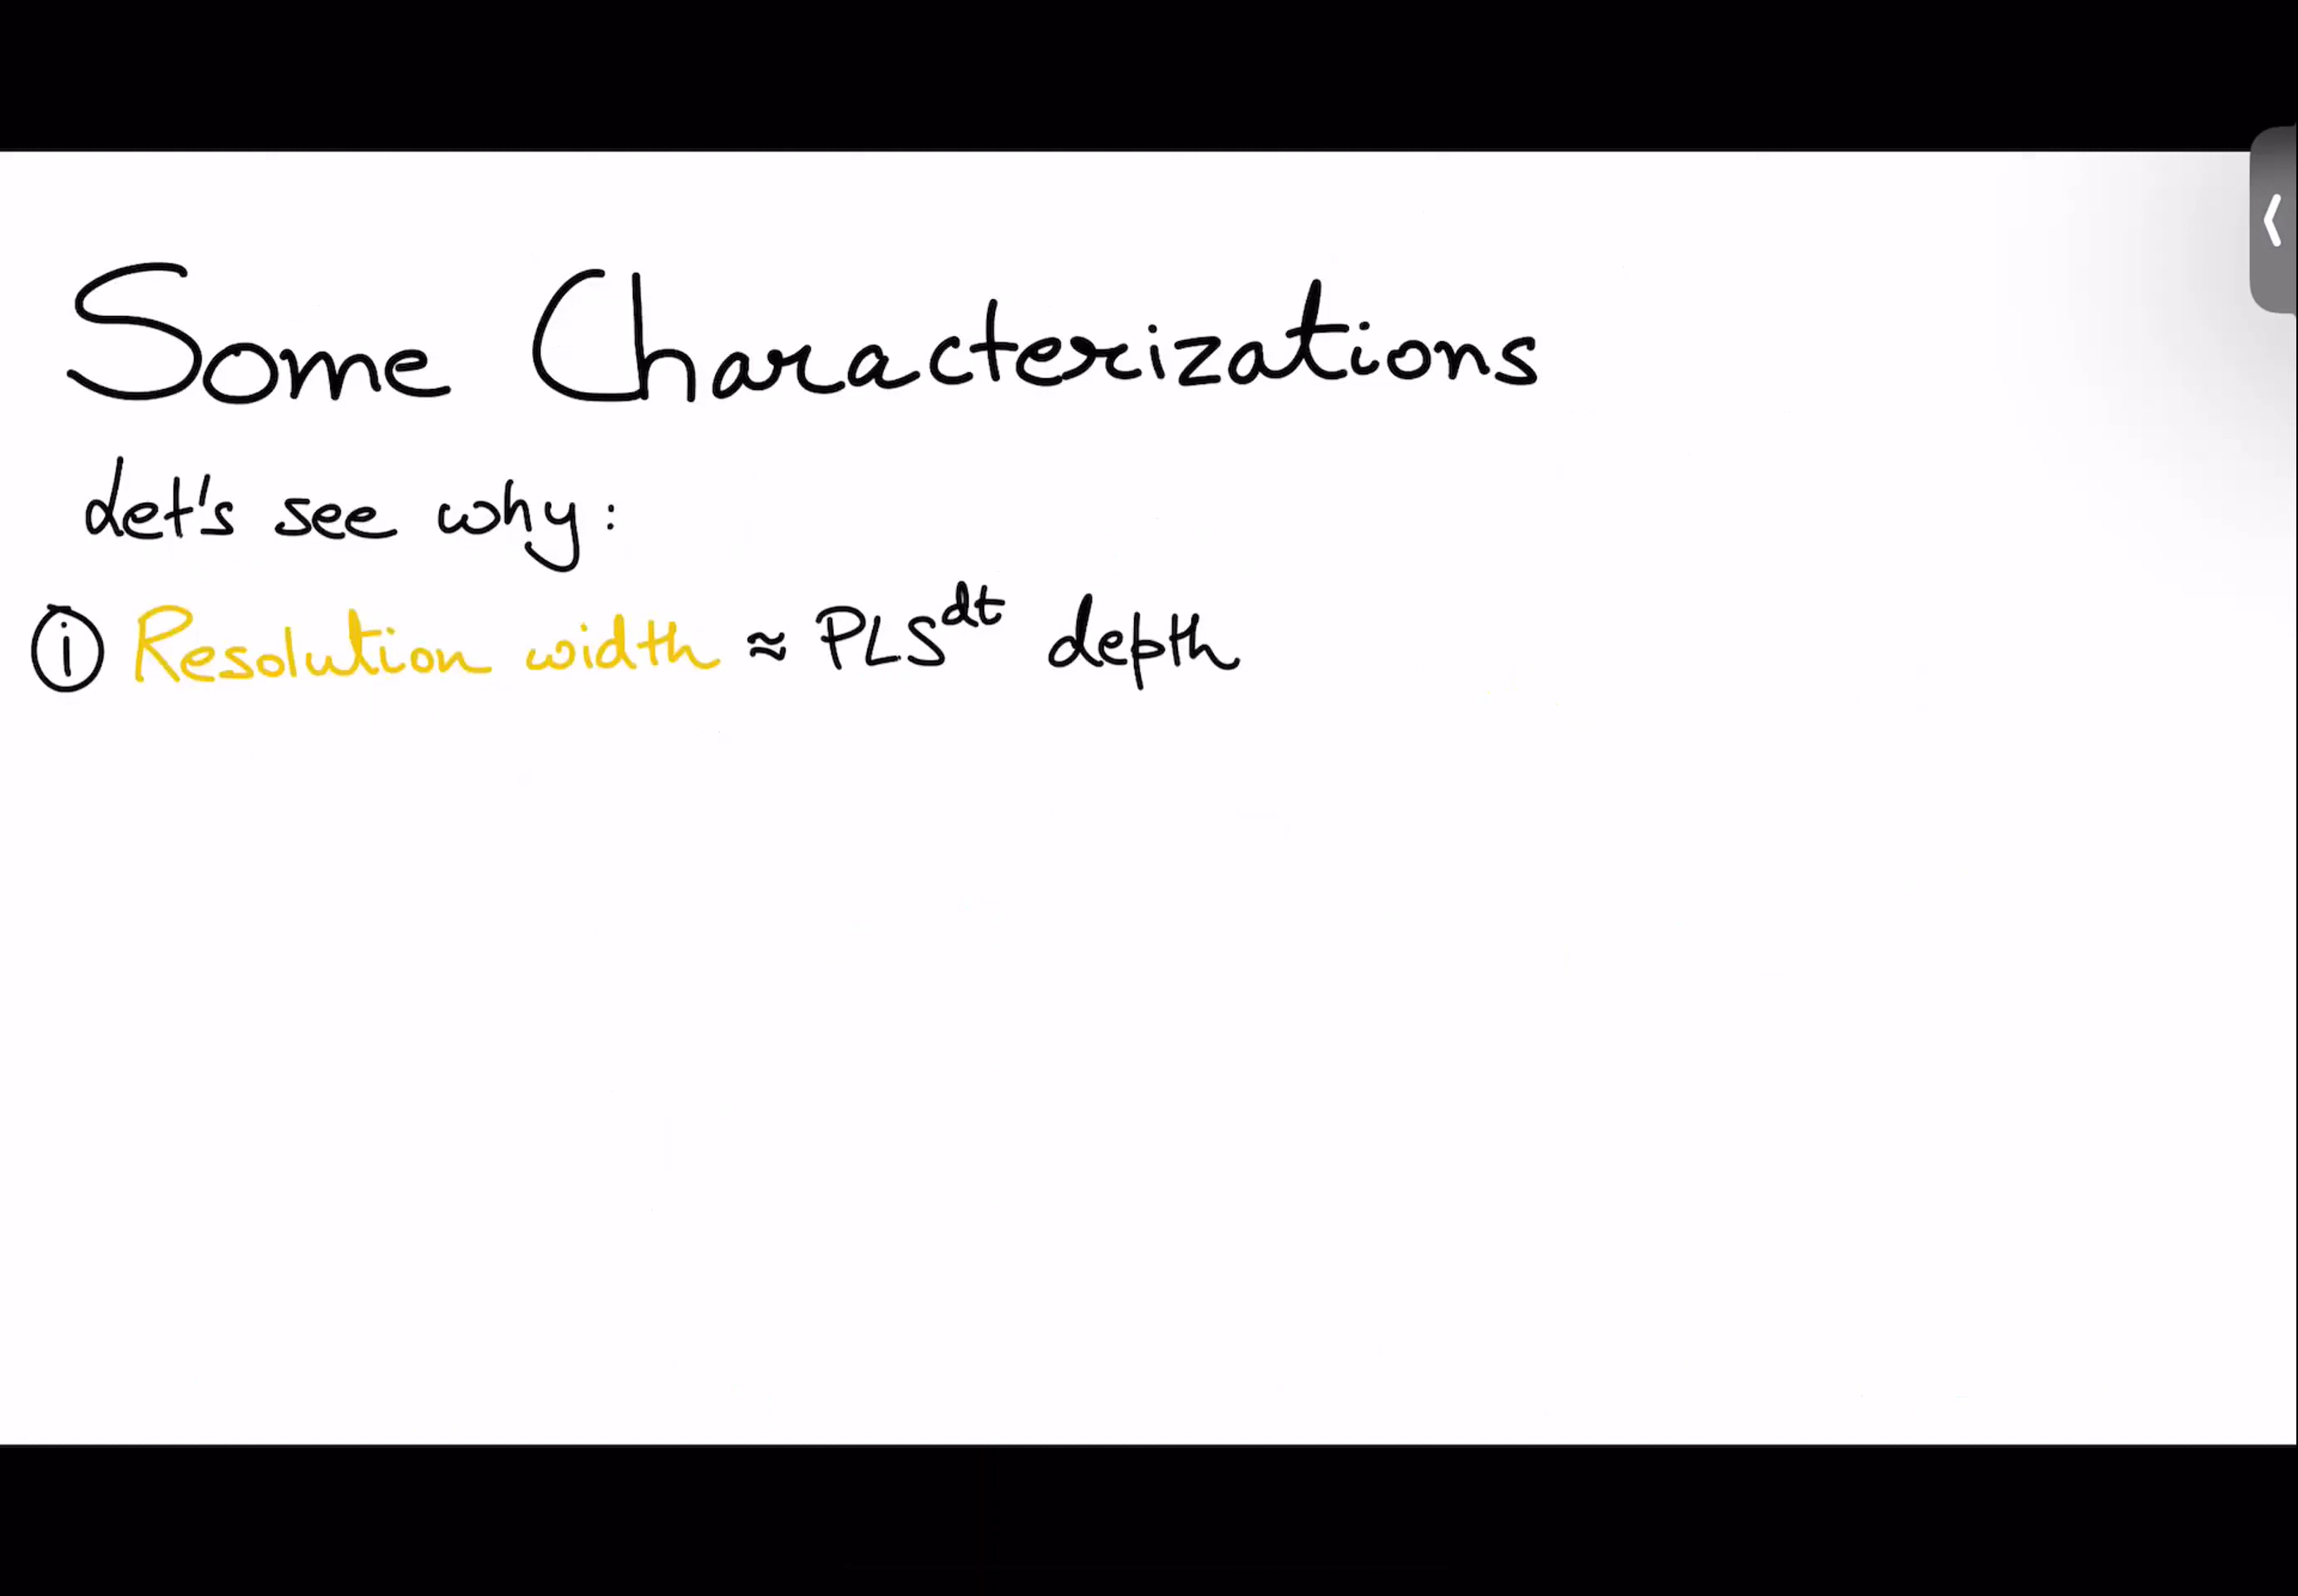 Some Characterizations
Let's see why:
ⓘ Resolution width ≈ PLS^dt depth